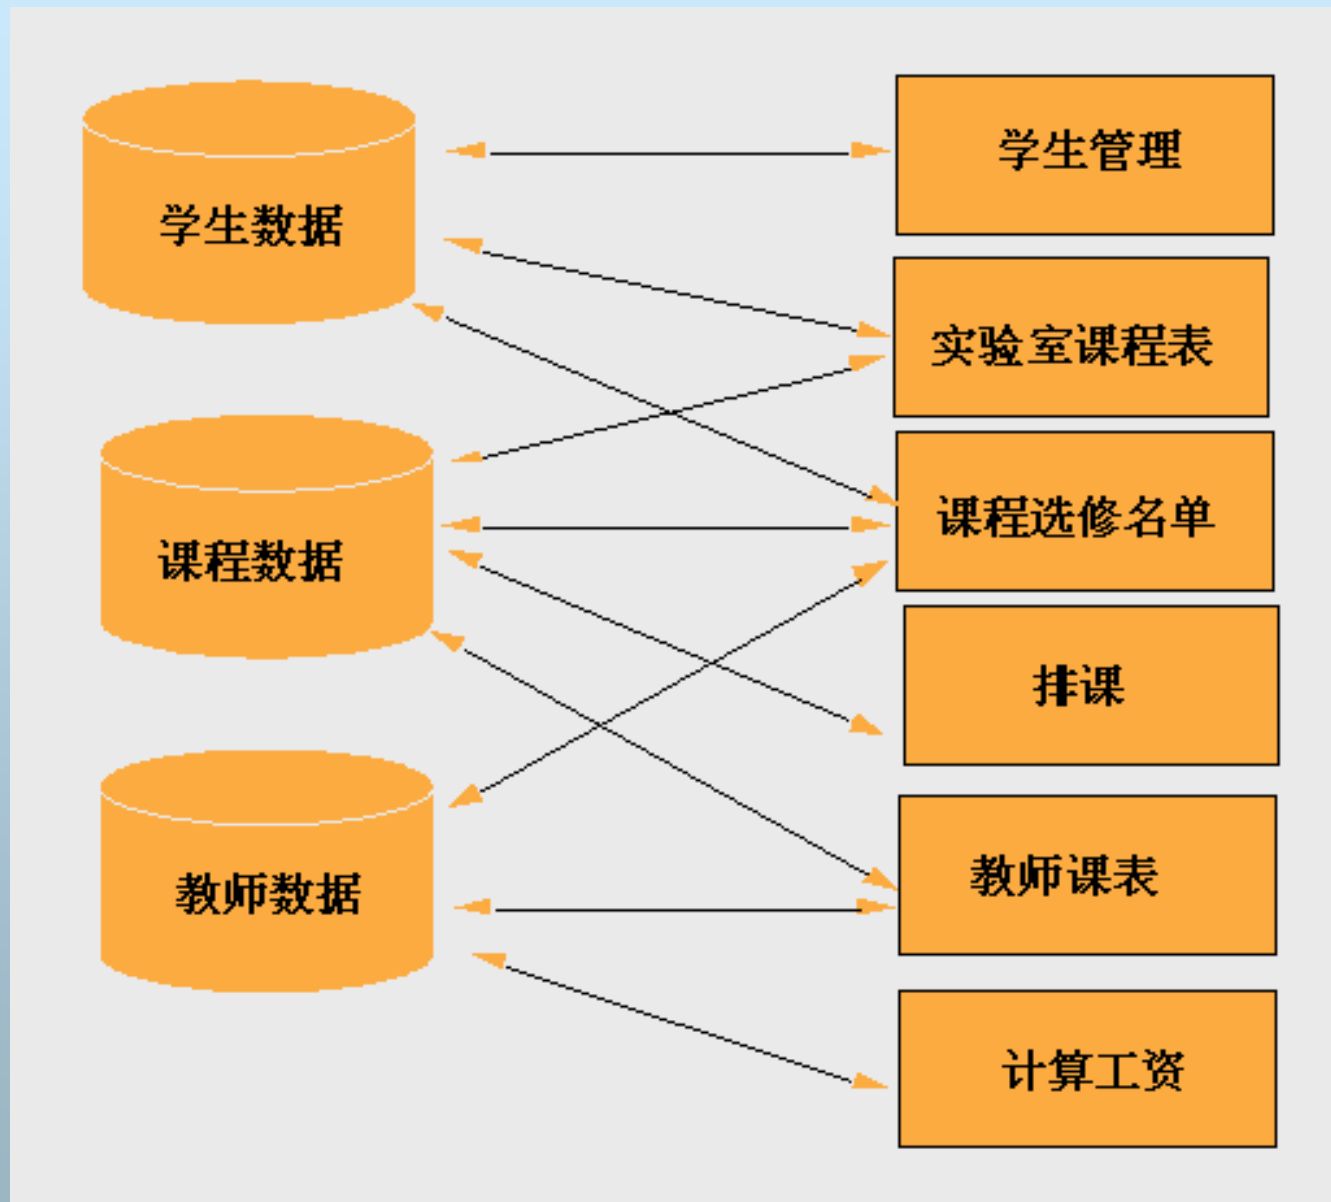 学生数据
课程数据
教师数据
学生管理
实验室课程表
课程选修名单
排课
教师课表
计算工资